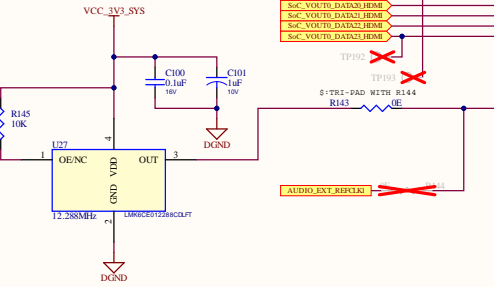 VCC_3V3_SYS
SoC_VOUT0_DATA20_HDMI
SoC_VOUT0_DATA21_HDMI
SoC_VOUT0_DATA22_HDMI
SoC_VOUT0_DATA23_HDMI
TP192
TP193
C100
0.1uF
16V
C101
1uF
10V
$:TRI-PAD WITH R144
R143
0E
R145
10K
DGND
U27
4
1
OE/NC
VDD
OUT
3
GND
2
12.288MHz
LMK6CE012288CDLFT
AUDIO_EXT_REFCLK1
DGND